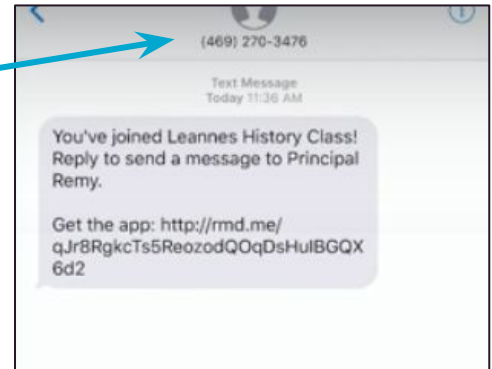 (469) 270-3476
Text Message
Today 11:36 AM
You've joined Leannes History Class!
Reply to send a message to Principal
Remy.
Get the app: http://rmd.me/
qJr8RgkcTs5ReozodQOqDsHulBGQX
6d2